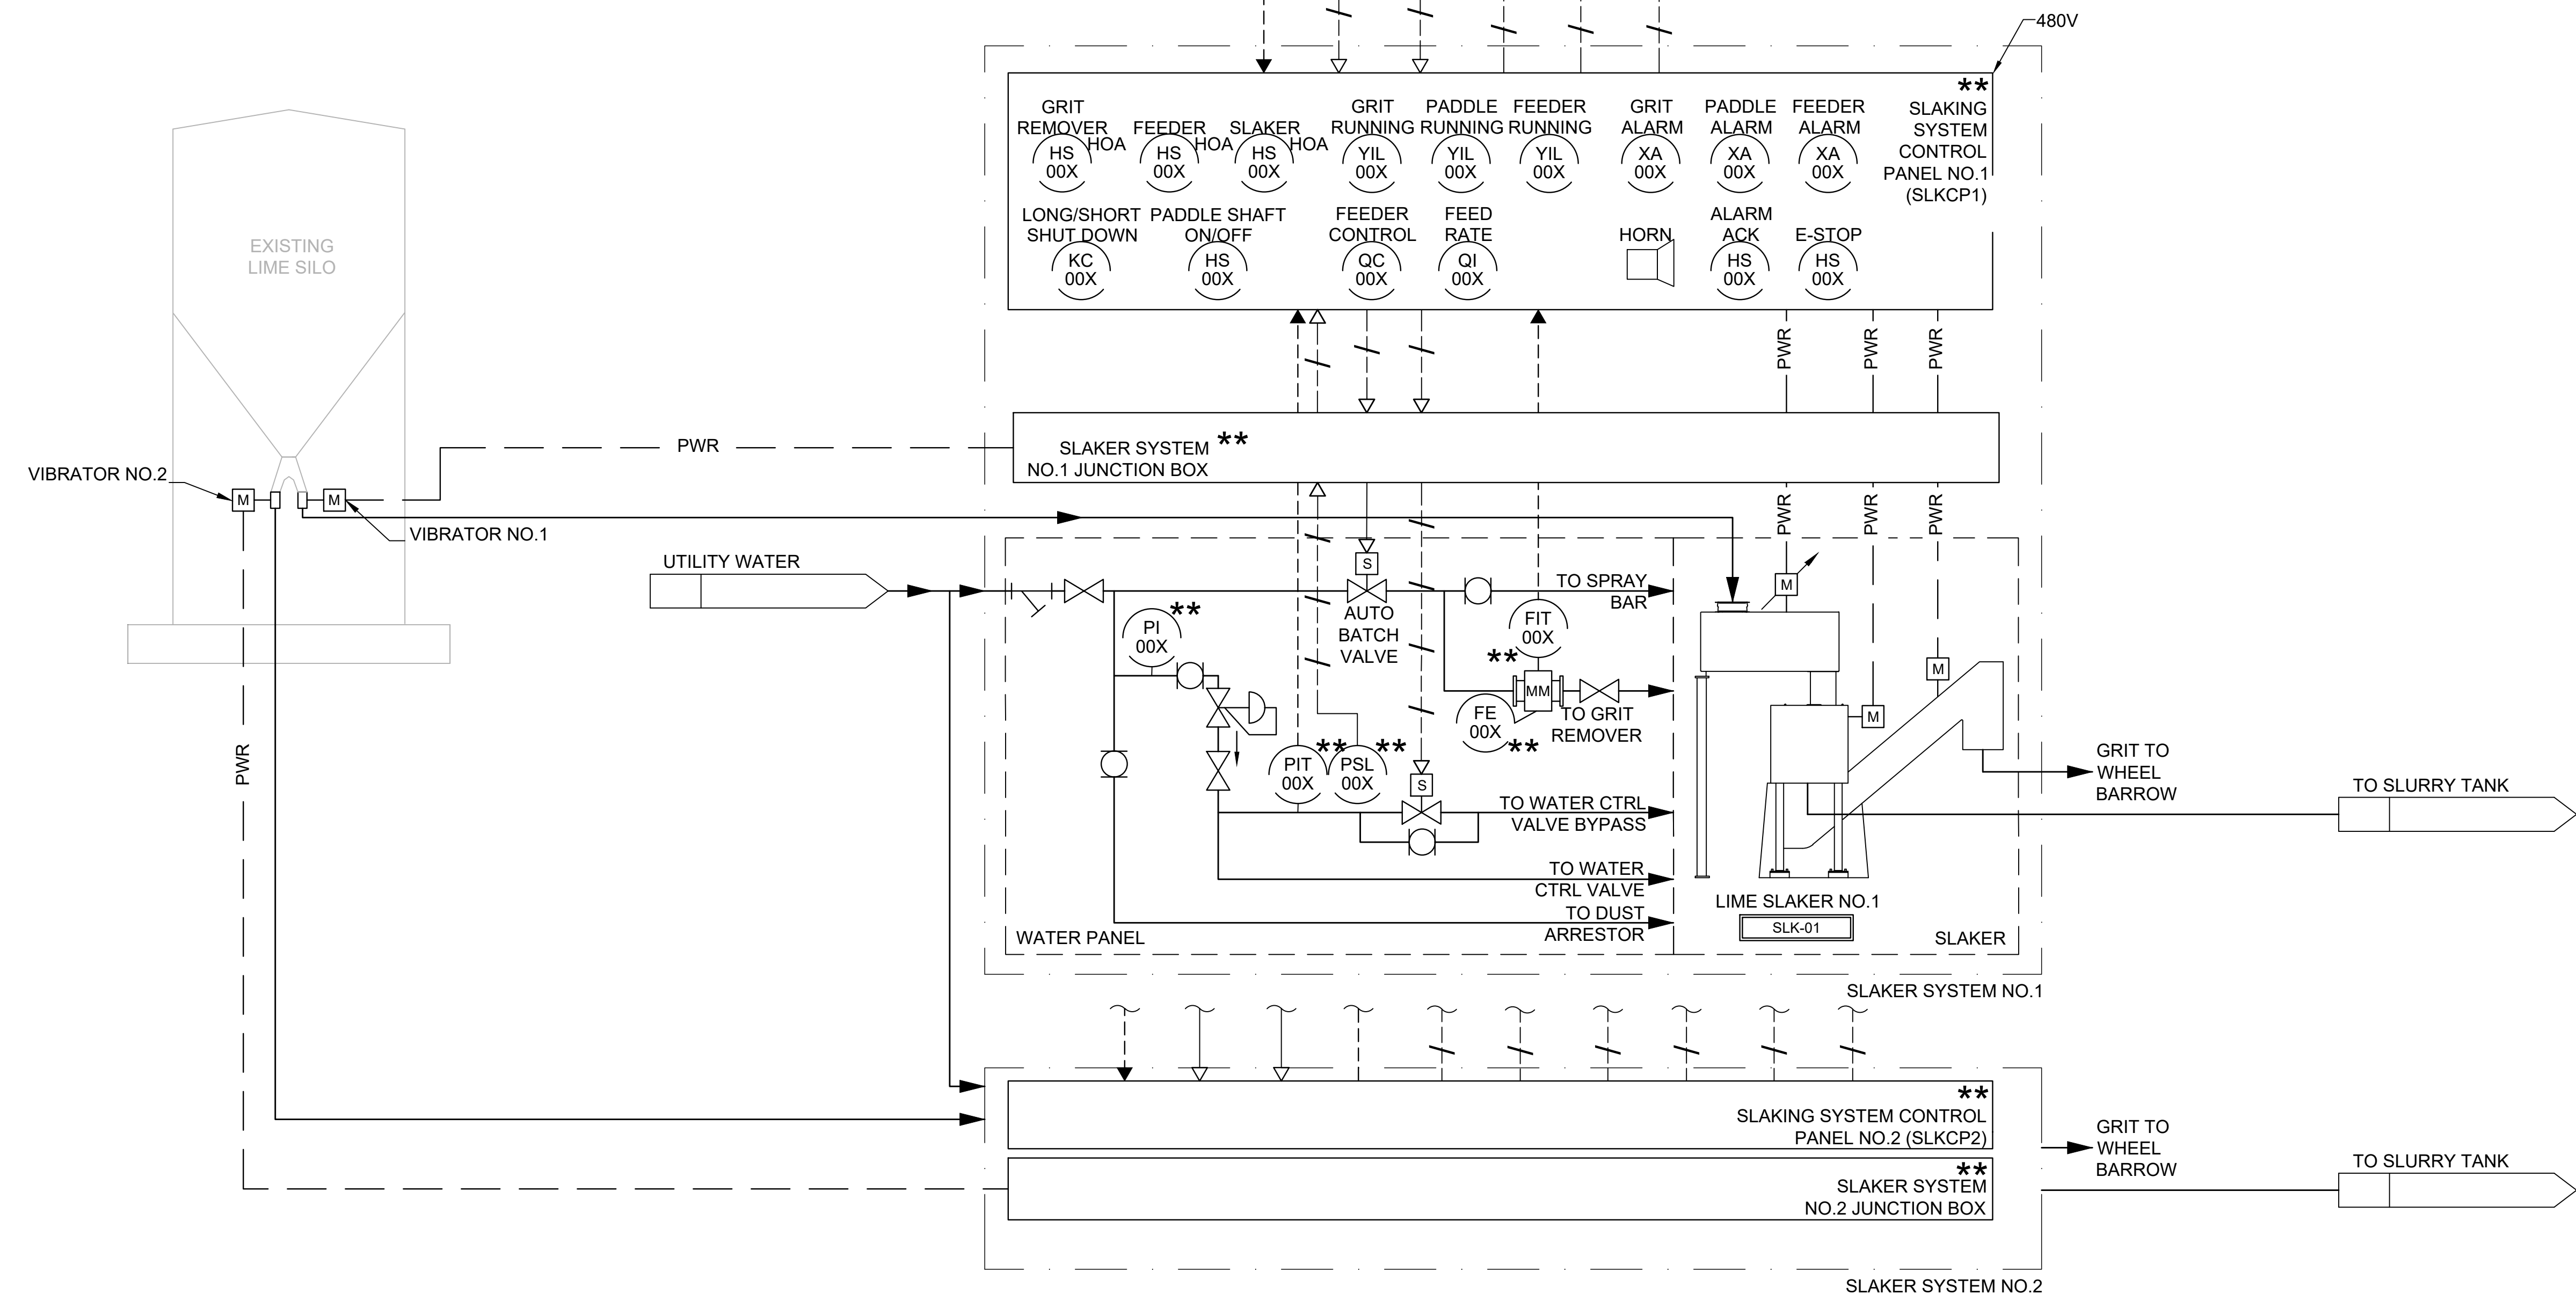 480V
**
SLAKING
SYSTEM
CONTROL
PANEL NO.1
(SLKCP1)
GRIT
REMOVER
HOA
HS
00X
FEEDER
HOA
HS
00X
SLAKER
HOA
HS
00X
GRIT
RUNNING
YIL
00X
PADDLE
RUNNING
YIL
00X
FEEDER
RUNNING
YIL
00X
GRIT
ALARM
XA
00X
PADDLE
ALARM
XA
00X
FEEDER
ALARM
XA
00X
LONG/SHORT
SHUT DOWN
KC
00X
PADDLE SHAFT
ON/OFF
HS
00X
FEEDER
CONTROL
QC
00X
FEED
RATE
QI
00X
HORN
ALARM
ACK
HS
00X
E-STOP
HS
00X
EXISTING
LIME SILO
PWR
PWR
PWR
PWR
SLAKER SYSTEM **
NO.1 JUNCTION BOX
VIBRATOR NO.2
M
M
VIBRATOR NO.1
PWR
PWR
PWR
PWR
UTILITY WATER
S
AUTO
BATCH
VALVE
TO SPRAY
BAR
PI
00X
**
FIT
00X
**
MM
FE
00X
**
TO GRIT
REMOVER
PIT
00X
**
PSL
00X
**
S
TO WATER CTRL
VALVE BYPASS
TO WATER
CTRL VALVE
TO DUST
ARRESTOR
WATER PANEL
M
M
M
LIME SLAKER NO.1
SLK-01
SLAKER
GRIT TO
WHEEL
BARROW
TO SLURRY TANK
SLAKER SYSTEM NO.1
**
SLAKING SYSTEM CONTROL
PANEL NO.2 (SLKCP2)
**
SLAKER SYSTEM
NO.2 JUNCTION BOX
GRIT TO
WHEEL
BARROW
TO SLURRY TANK
SLAKER SYSTEM NO.2